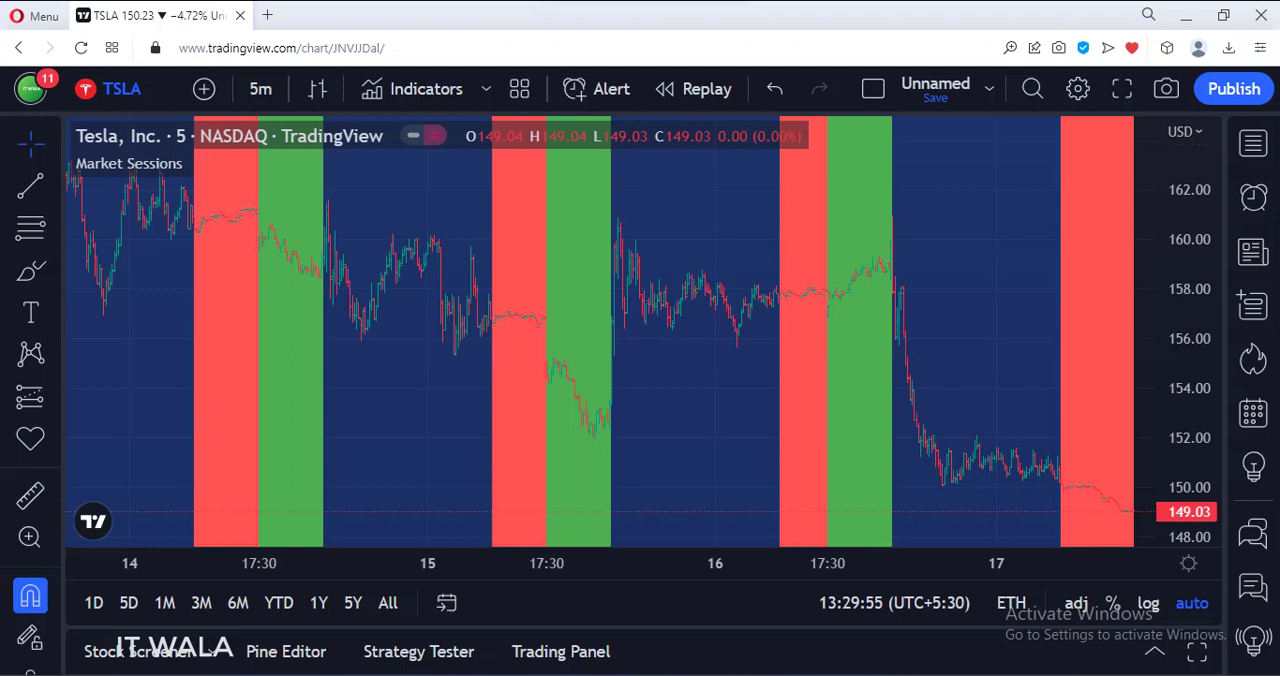 Menu
TSLA 150.23 ▼ −4.72% Un
www.tradingview.com/chart/JNVJJDal/
IT WALA
11
TSLA
5m
Indicators
Alert
Replay
Unnamed
Save
Publish
Tesla, Inc. · 5 · NASDAQ · TradingView
O149.04 H149.04 L149.03 C149.03 0.00 (0.00%)
USD
Market Sessions
162.00
160.00
158.00
156.00
154.00
152.00
150.00
149.03
148.00
14 17:30 15 17:30 16 17:30 17
1D 5D 1M 3M 6M YTD 1Y 5Y All
13:29:55 (UTC+5:30) ETH adj % log auto
Activate Windows
Go to Settings to activate Windows.
Stock Screener
IT WALA
Pine Editor Strategy Tester Trading Panel